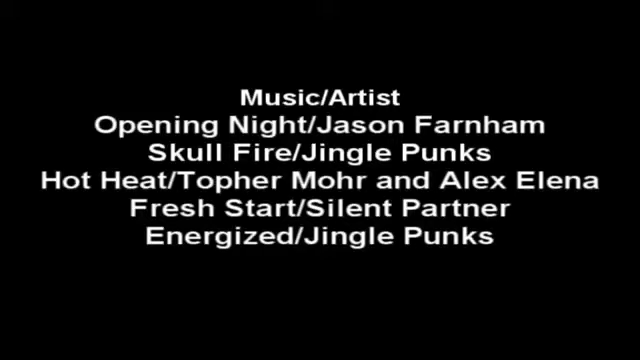 Music/Artist
Opening Night/Jason Farnham
Skull Fire/Jingle Punks
Hot Heat/Topher Mohr and Alex Elena
Fresh Start/Silent Partner
Energized/Jingle Punks